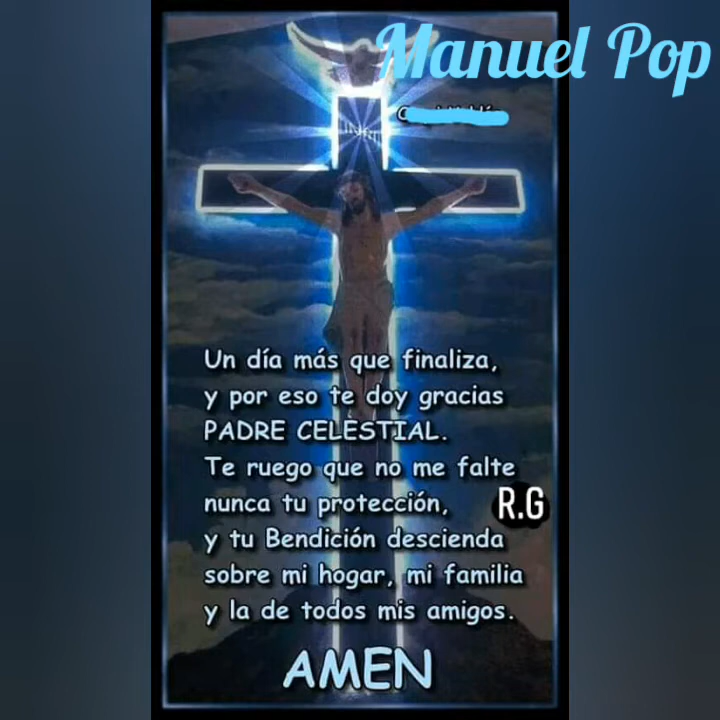 Manuel Pop
Un día más que finaliza,
y por eso te doy gracias
PADRE CELESTIAL.
Te ruego que no me falte
nunca tu protección,
R.G
y tu Bendición descienda
sobre mi hogar, mi familia
y la de todos mis amigos.
AMEN